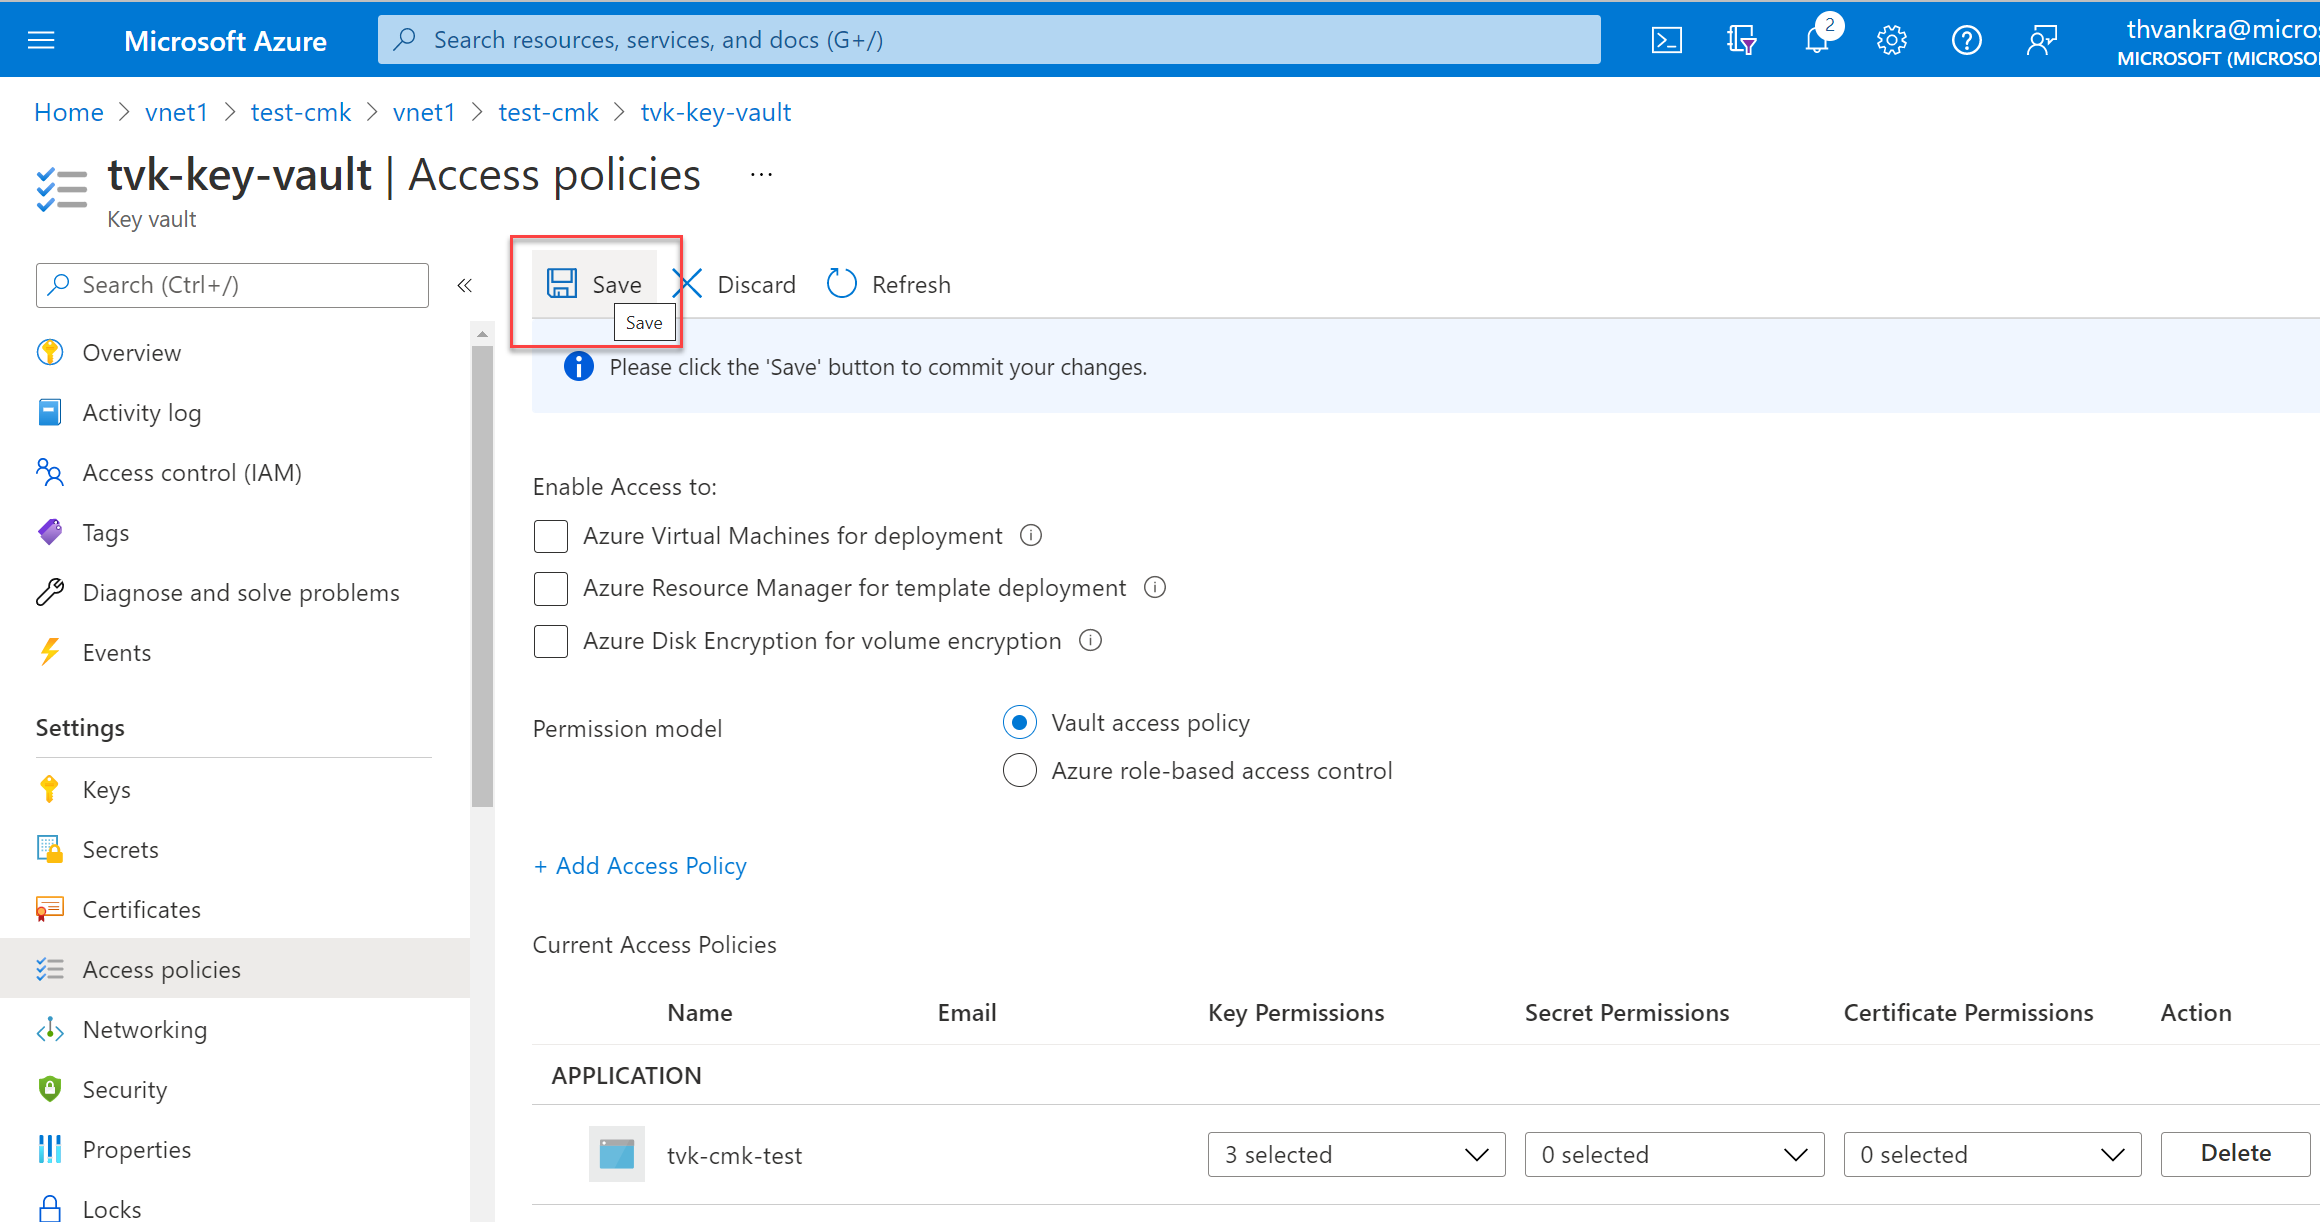 Microsoft Azure
Search resources, services, and docs (G+/)
2
thvankra@micros
MICROSOFT (MICROSO
Home > vnet1 > test-cmk > vnet1 > test-cmk > tvk-key-vault
tvk-key-vault | Access policies ...
Key vault
Search (Ctrl+/)
«
Overview
Activity log
Access control (IAM)
Tags
Diagnose and solve problems
Events
Settings
Keys
Secrets
Certificates
Access policies
Networking
Security
Properties
Locks
Save Discard Refresh
Save
Please click the 'Save' button to commit your changes.
Enable Access to:
Azure Virtual Machines for deployment
Azure Resource Manager for template deployment
Azure Disk Encryption for volume encryption
Permission model
Vault access policy
Azure role-based access control
+ Add Access Policy
Current Access Policies
Name Email Key Permissions Secret Permissions Certificate Permissions Action
APPLICATION
tvk-cmk-test 3 selected 0 selected 0 selected Delete